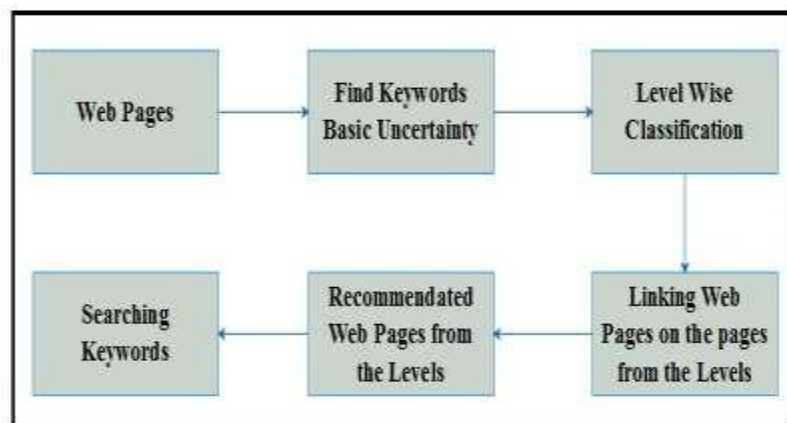 Web Pages
Find Keywords
Basic Uncertainty
Level Wise
Classification
Searching
Keywords
Recommendated
Web Pages from
the Levels
Linking Web
Pages on the pages
from the Levels